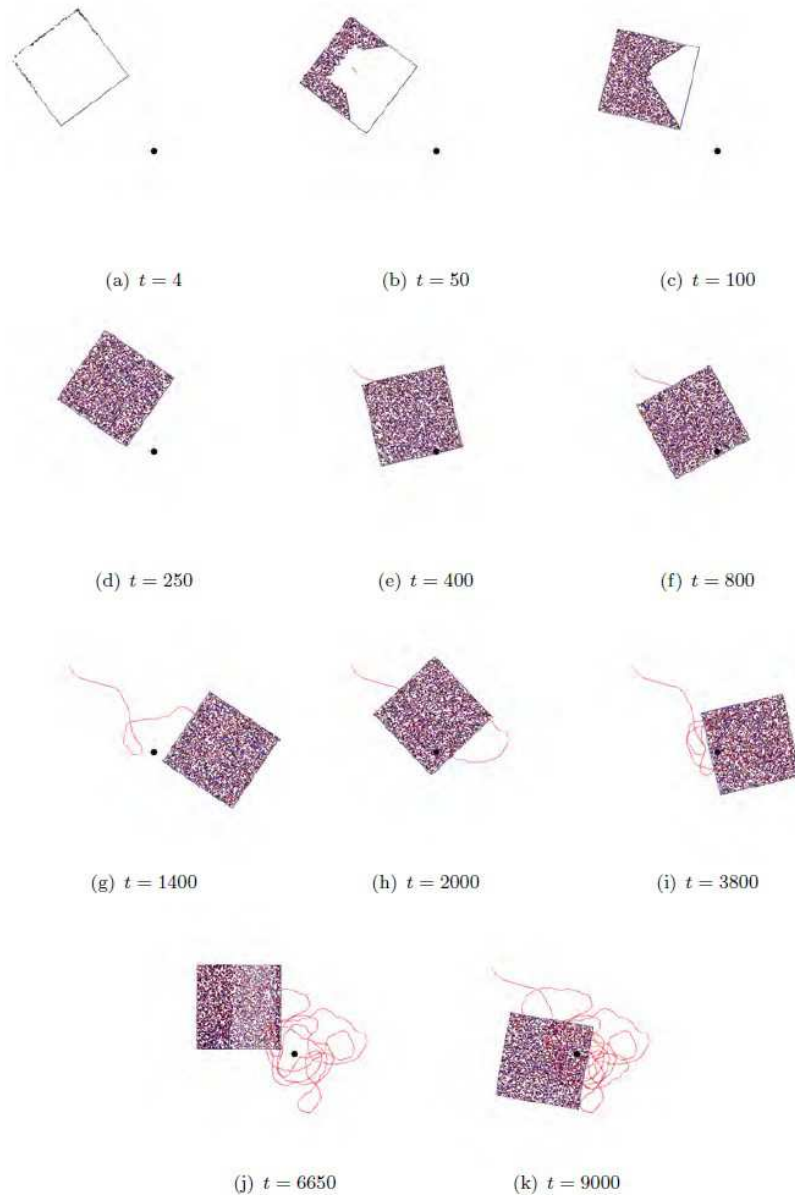 (a) t = 4
(b) t = 50
(c) t = 100
(d) t = 250
(e) t = 400
(f) t = 800
(g) t = 1400
(h) t = 2000
(i) t = 3800
(j) t = 6650
(k) t = 9000